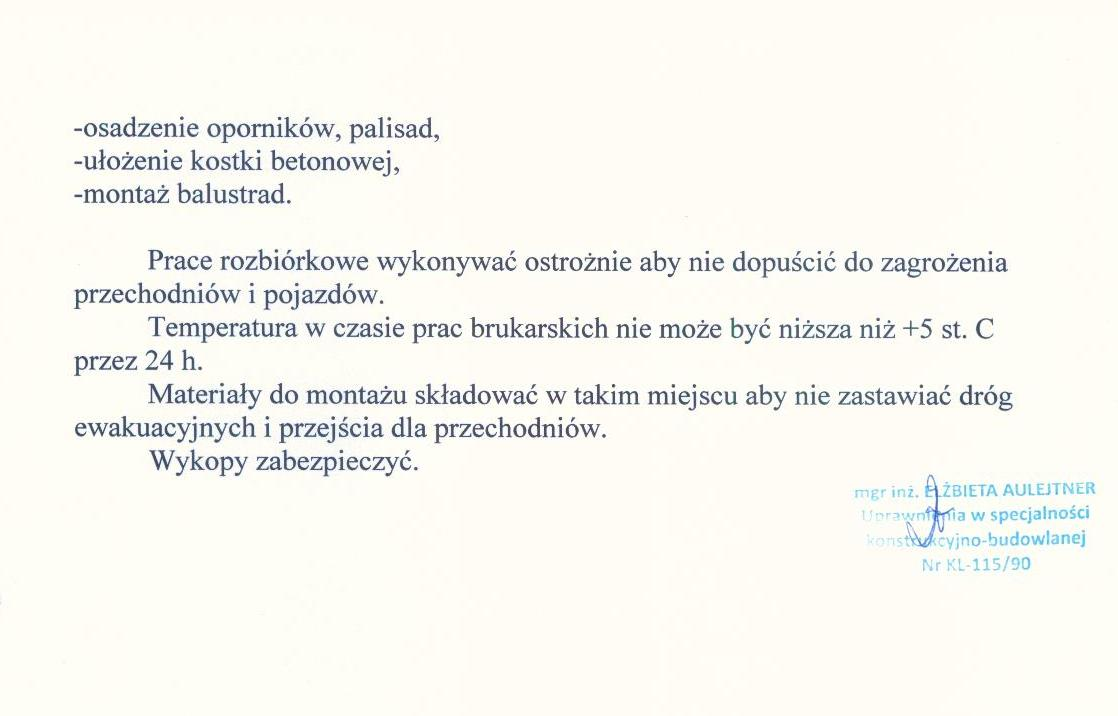 -osadzenie oporników, palisad,
-ułożenie kostki betonowej,
-montaż balustrad.
Prace rozbiórkowe wykonywać ostrożnie aby nie dopuścić do zagrożenia
przechodniów i pojazdów.
Temperatura w czasie prac brukarskich nie może być niższa niż +5 st. C
przez 24 h.
Materiały do montażu składować w takim miejscu aby nie zastawiać dróg
ewakuacyjnych i przejścia dla przechodniów.
Wykopy zabezpieczyć.
mgr inż. ELŻBIETA AULEJTNER
Uprawnienia w specjalności
konstrukcyjno-budowlanej
Nr KL-115/90